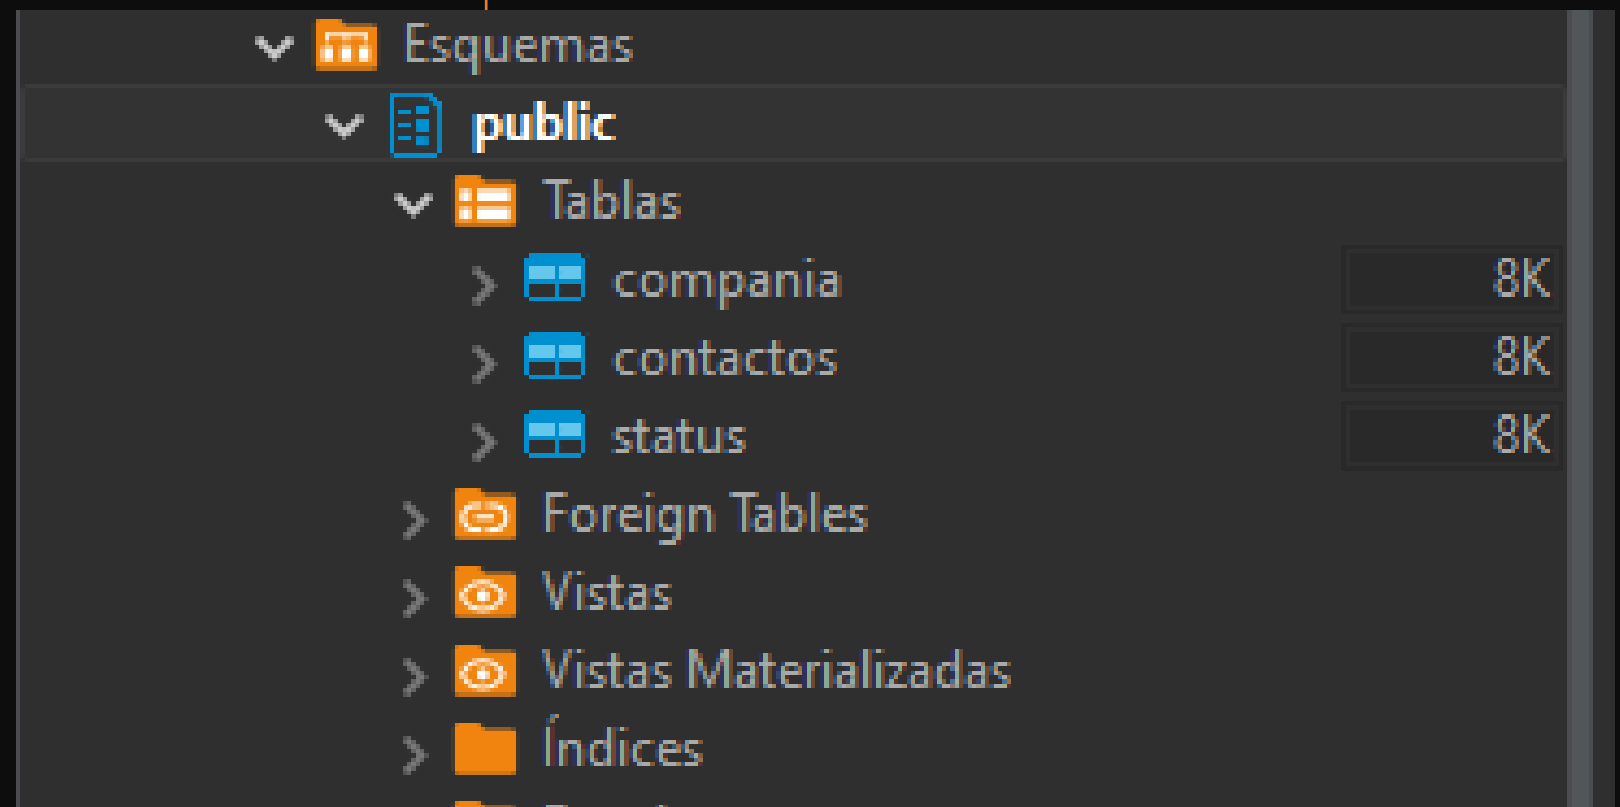 Esquemas
public
Tablas
compania 8K
contactos 8K
status 8K
Foreign Tables
Vistas
Vistas Materializadas
Índices